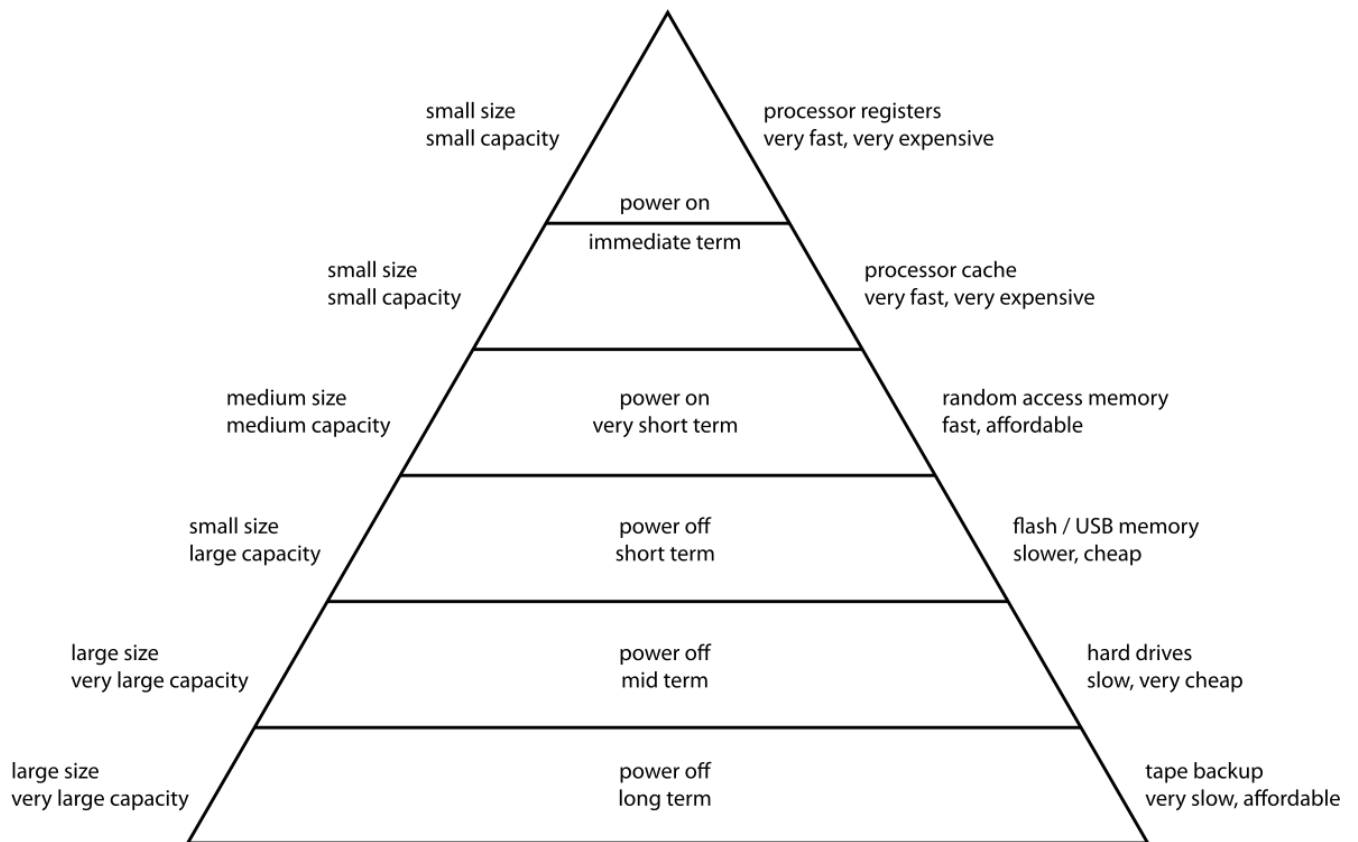 small size
small capacity
processor registers
very fast, very expensive
power on
immediate term
small size
small capacity
processor cache
very fast, very expensive
medium size
medium capacity
power on
very short term
random access memory
fast, affordable
small size
large capacity
power off
short term
flash / USB memory
slower, cheap
large size
very large capacity
power off
mid term
hard drives
slow, very cheap
large size
very large capacity
power off
long term
tape backup
very slow, affordable